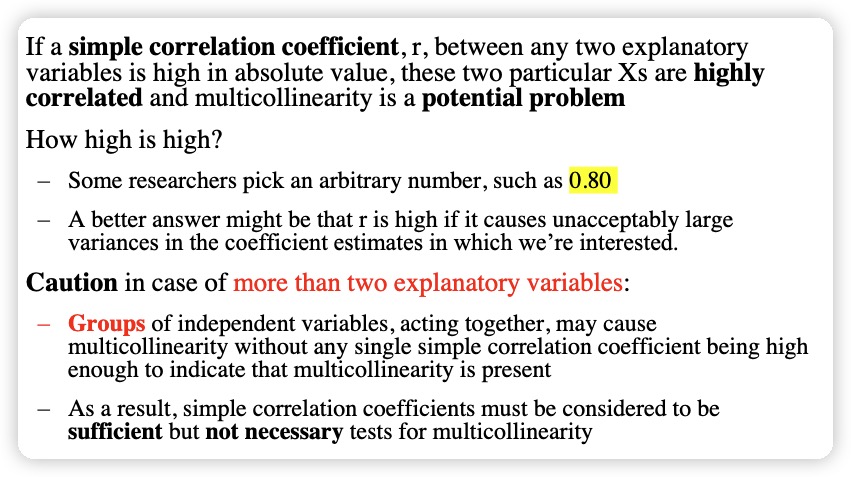 If a simple correlation coefficient, r, between any two explanatory
variables is high in absolute value, these two particular Xs are highly
correlated and multicollinearity is a potential problem
How high is high?
– Some researchers pick an arbitrary number, such as 0.80
– A better answer might be that r is high if it causes unacceptably large
variances in the coefficient estimates in which we’re interested.
Caution in case of more than two explanatory variables:
– Groups of independent variables, acting together, may cause
multicollinearity without any single simple correlation coefficient being high
enough to indicate that multicollinearity is present
– As a result, simple correlation coefficients must be considered to be
sufficient but not necessary tests for multicollinearity